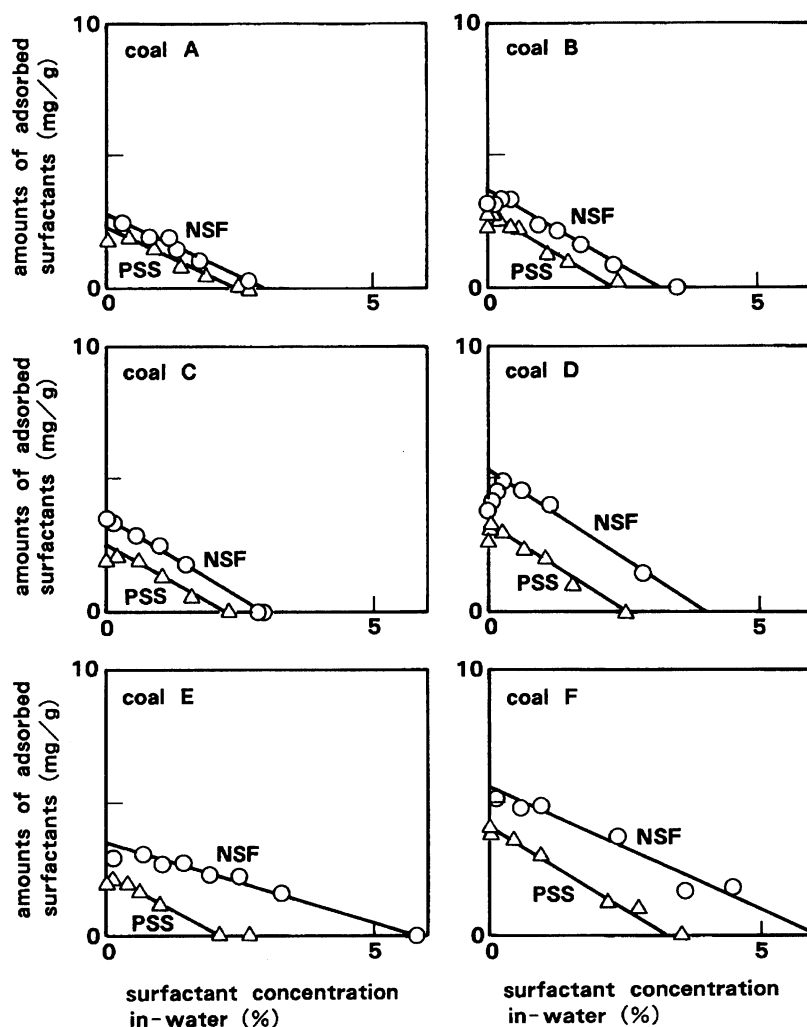 amounts of adsorbed
surfactants (mg/g)
10
coal A
NSF
PSS
0
0
5
coal B
NSF
PSS
0
5
amounts of adsorbed
surfactants (mg/g)
10
coal C
NSF
PSS
0
0
5
10
coal D
NSF
PSS
0
0
5
amounts of adsorbed
surfactants (mg/g)
10
coal E
NSF
PSS
0
0
5
10
coal F
NSF
PSS
0
0
5
surfactant concentration
in-water (%)
surfactant concentration
in-water (%)